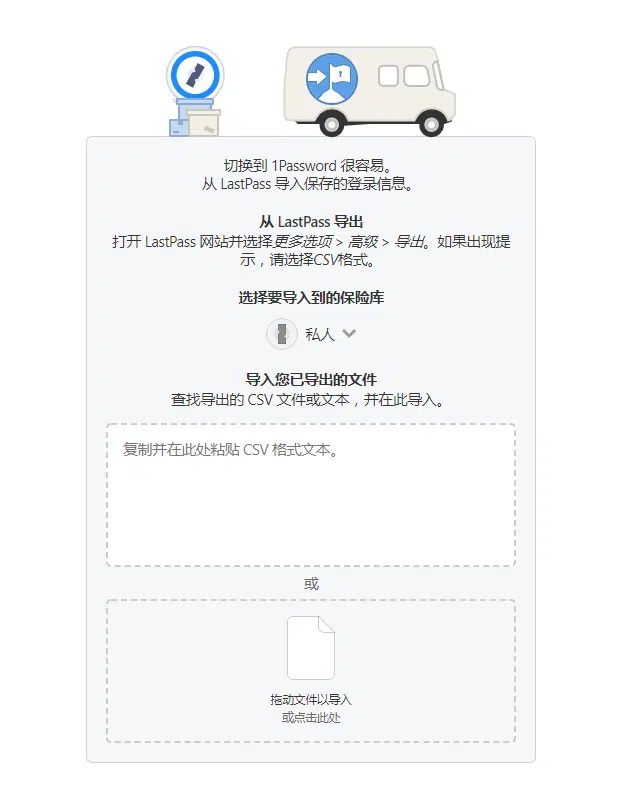 切换到 1Password 很容易。
从 LastPass 导入保存的登录信息。
从 LastPass 导出
打开 LastPass 网站并选择更多选项 > 高级 > 导出。如果出现提
示，请选择CSV格式。
选择要导入到的保险库
私人
导入您已导出的文件
查找导出的 CSV 文件或文本，并在此导入。
复制并在此处粘贴 CSV 格式文本。
或
拖动文件以导入
或点击此处